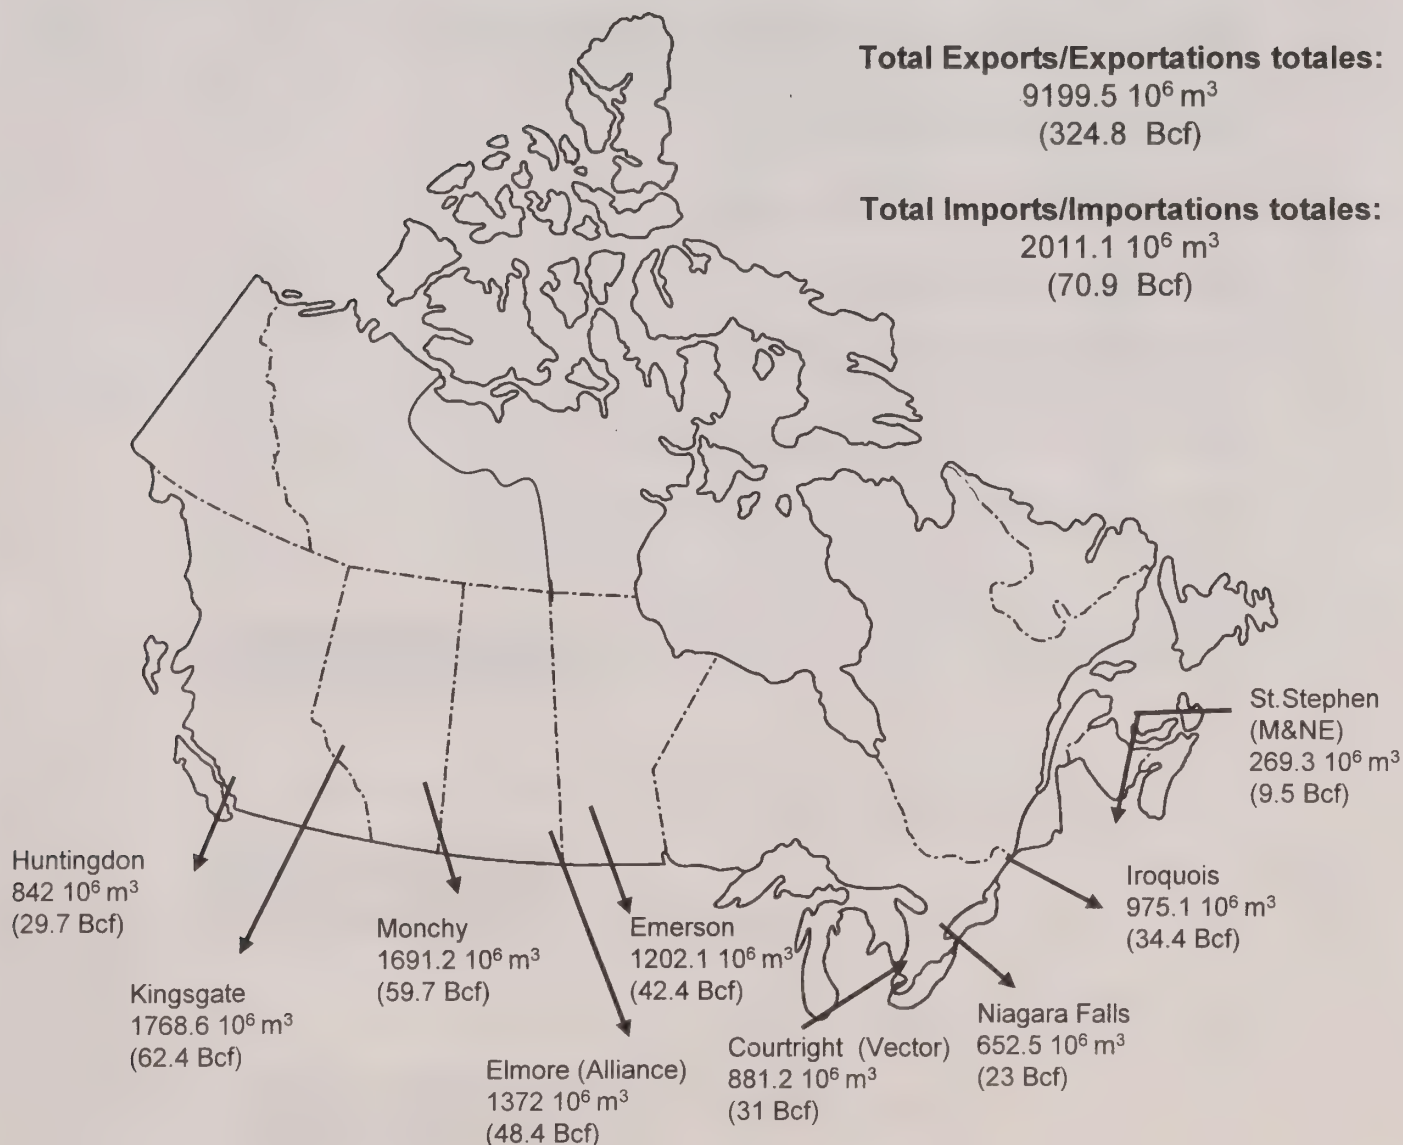 Total Exports/Exportations totales:
9199.5 10⁶ m³
(324.8 Bcf)
Total Imports/Importations totales:
2011.1 10⁶ m³
(70.9 Bcf)
St.Stephen
(M&NE)
269.3 10⁶ m³
(9.5 Bcf)
Huntingdon
842 10⁶ m³
(29.7 Bcf)
Kingsgate
1768.6 10⁶ m³
(62.4 Bcf)
Monchy
1691.2 10⁶ m³
(59.7 Bcf)
Elmore (Alliance)
1372 10⁶ m³
(48.4 Bcf)
Emerson
1202.1 10⁶ m³
(42.4 Bcf)
Courtright (Vector)
881.2 10⁶ m³
(31 Bcf)
Niagara Falls
652.5 10⁶ m³
(23 Bcf)
Iroquois
975.1 10⁶ m³
(34.4 Bcf)